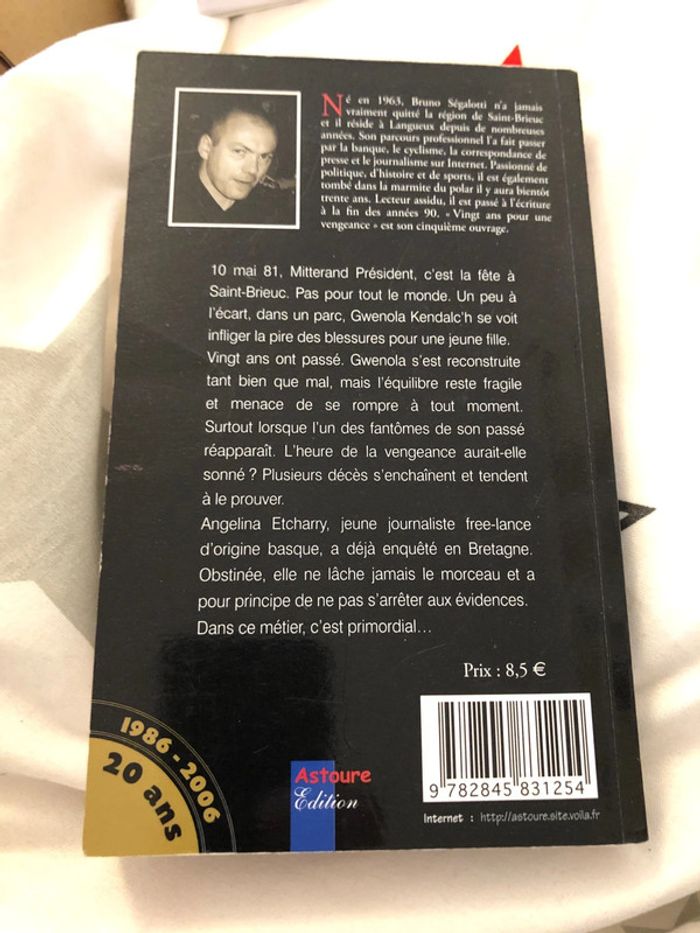 Né en 1963, Bruno Ségalotti n'a jamais
vraiment quitté la région de Saint-Brieuc
et il réside à Langueux depuis de nombreuses
années. Son parcours professionnel l'a fait passer
par la banque, le cyclisme, la correspondance de
presse et le journalisme sur Internet. Passionné de
politique, d'histoire et de sports, il est également
tombé dans la marmite du polar il y aura bientôt
trente ans. Lecteur assidu, il est passé à l'écriture
à la fin des années 90. « Vingt ans pour une
vengeance » est son cinquième ouvrage.
10 mai 81, Mitterand Président, c'est la fête à
Saint-Brieuc. Pas pour tout le monde. Un peu à
l'écart, dans un parc, Gwenola Kendalc'h se voit
infliger la pire des blessures pour une jeune fille.
Vingt ans ont passé. Gwenola s'est reconstruite
tant bien que mal, mais l'équilibre reste fragile
et menace de se rompre à tout moment.
Surtout lorsque l'un des fantômes de son passé
réapparaît. L'heure de la vengeance aurait-elle
sonné ? Plusieurs décès s'enchaînent et tendent
à le prouver.
Angelina Etcharry, jeune journaliste free-lance
d'origine basque, a déjà enquêté en Bretagne.
Obstinée, elle ne lâche jamais le morceau et a
pour principe de ne pas s'arrêter aux évidences.
Dans ce métier, c'est primordial...
Prix : 8,5 €
1986 - 2006
20 ans
Astoure
Edition
9 782845 831254
Internet : http://astoure.site.voila.fr